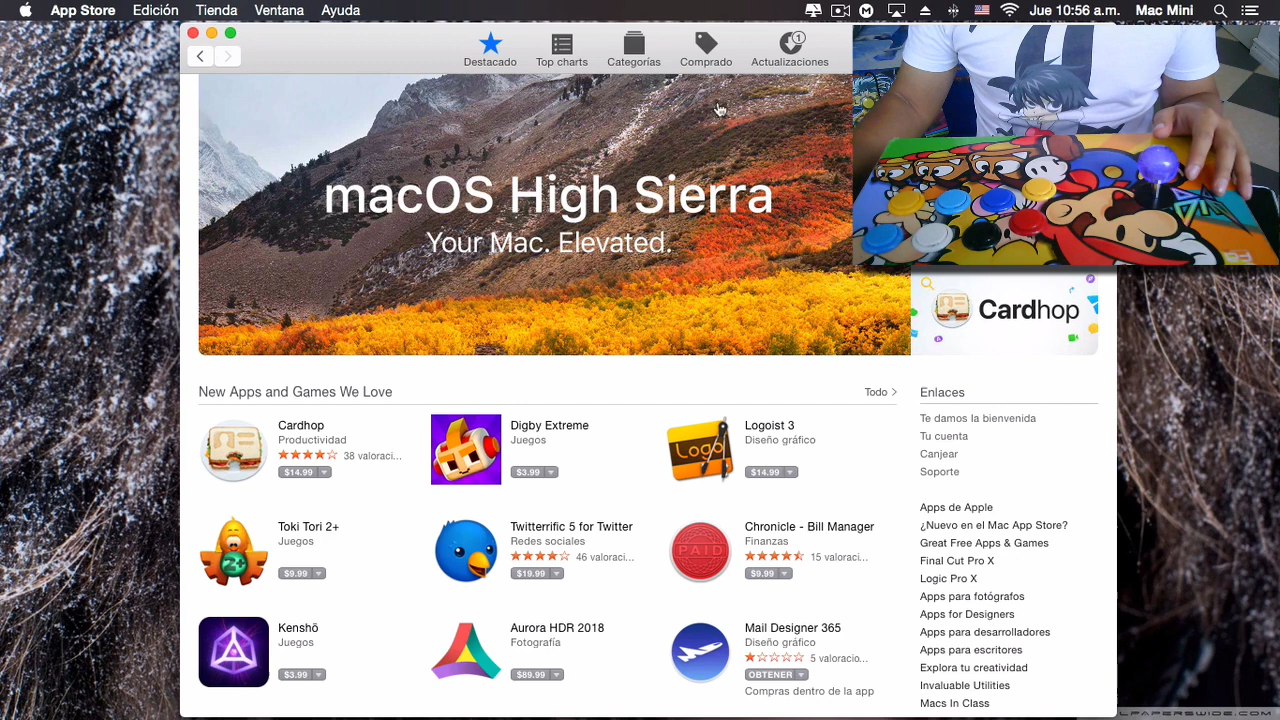 App Store Edición Tienda Ventana Ayuda
Jue 10:56 a.m. Mac Mini
Destacado Top charts Categorías Comprado Actualizaciones
1
macOS High Sierra
Your Mac. Elevated.
Cardhop
New Apps and Games We Love
Todo
Cardhop
Productividad
38 valoraci...
$14.99
Digby Extreme
Juegos
$3.99
Logo
Logoist 3
Diseño gráfico
$14.99
Toki Tori 2+
Juegos
$9.99
Twitterrific 5 for Twitter
Redes sociales
46 valoraci...
$19.99
PAID
Chronicle - Bill Manager
Finanzas
15 valoraci...
$9.99
Kenshō
Juegos
$3.99
Aurora HDR 2018
Fotografía
$89.99
Mail Designer 365
Diseño gráfico
5 valoracio...
OBTENER
Compras dentro de la app
Enlaces
Te damos la bienvenida
Tu cuenta
Canjear
Soporte
Apps de Apple
¿Nuevo en el Mac App Store?
Great Free Apps & Games
Final Cut Pro X
Logic Pro X
Apps para fotógrafos
Apps for Designers
Apps para desarrolladores
Apps para escritores
Explora tu creatividad
Invaluable Utilities
Macs In Class
LPAPERSWIDE.COM